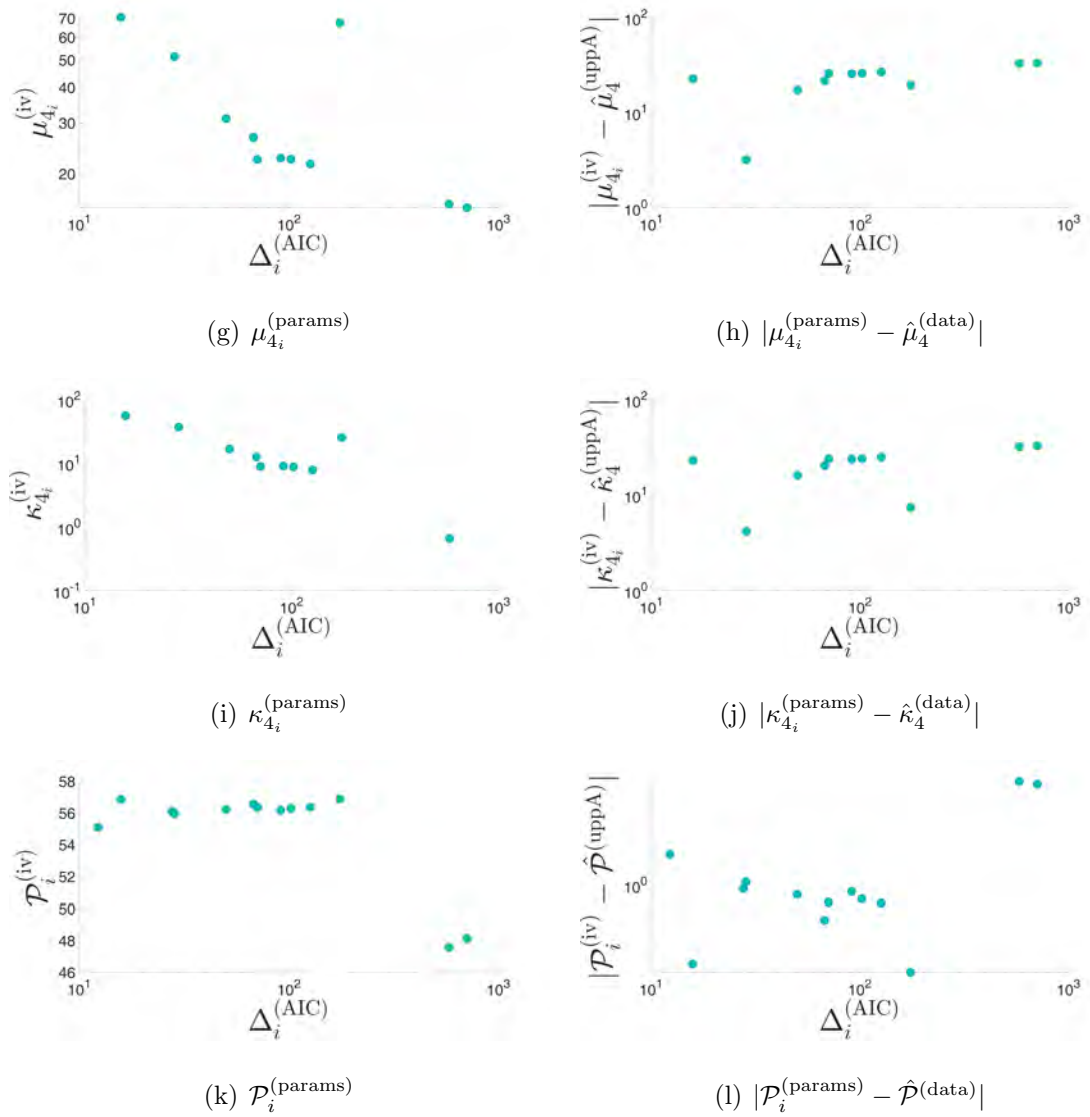 70
60
50
40
30
20
10^1
10^2
10^3
μ_{4_i}^{(iv)}
Δ_i^{(AIC)}
(g) μ_{4_i}^{(params)}
10^2
10^1
10^0
10^1
10^2
10^3
|μ_{4_i}^{(iv)} − μ̂_4^{(uppA)}|
Δ_i^{(AIC)}
(h) |μ_{4_i}^{(params)} − μ̂_4^{(data)}|
10^2
10^1
10^0
10^{-1}
10^1
10^2
10^3
κ_{4_i}^{(iv)}
Δ_i^{(AIC)}
(i) κ_{4_i}^{(params)}
10^2
10^1
10^0
10^1
10^2
10^3
|κ_{4_i}^{(iv)} − κ̂_4^{(uppA)}|
Δ_i^{(AIC)}
(j) |κ_{4_i}^{(params)} − κ̂_4^{(data)}|
58
56
54
52
50
48
46
10^1
10^2
10^3
𝒫_i^{(iv)}
Δ_i^{(AIC)}
(k) 𝒫_i^{(params)}
10^0
10^1
10^2
10^3
|𝒫_i^{(iv)} − 𝒫̂^{(uppA)}|
Δ_i^{(AIC)}
(l) |𝒫_i^{(params)} − 𝒫̂^{(data)}|